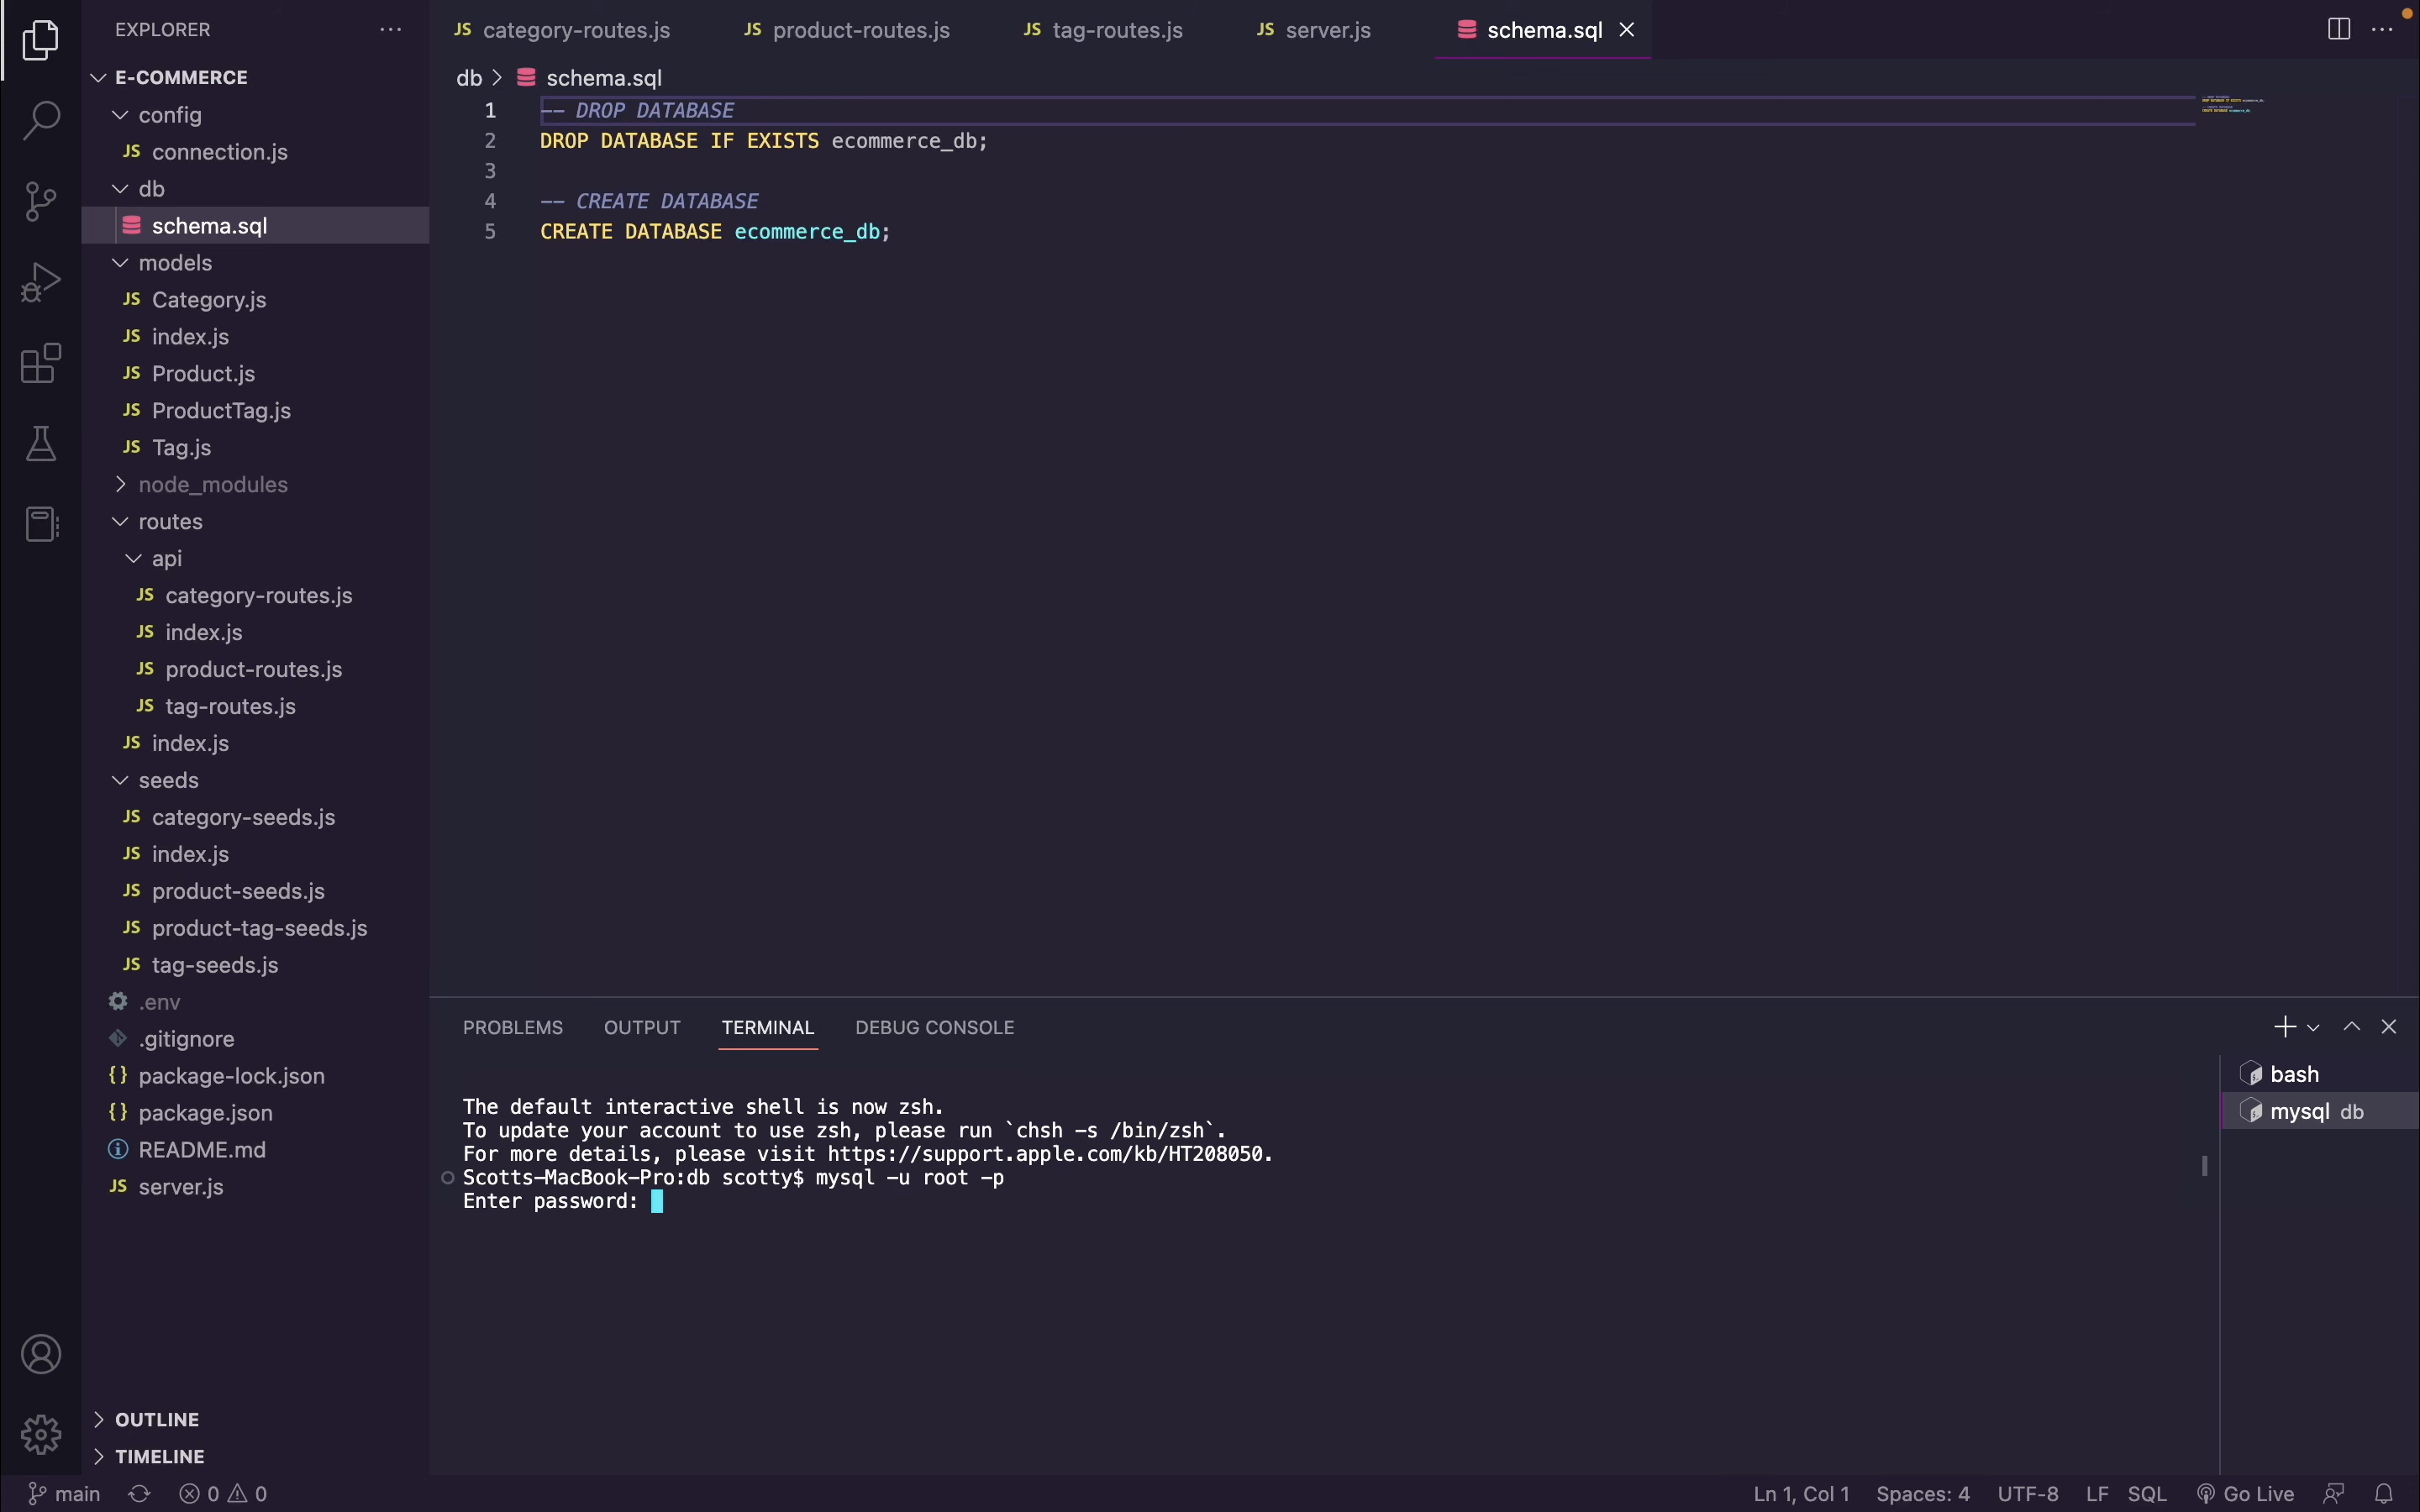 EXPLORER
E-COMMERCE
config
JS connection.js
db
schema.sql
models
JS Category.js
JS index.js
JS Product.js
JS ProductTag.js
JS Tag.js
node_modules
routes
api
JS category-routes.js
JS index.js
JS product-routes.js
JS tag-routes.js
JS index.js
seeds
JS category-seeds.js
JS index.js
JS product-seeds.js
JS product-tag-seeds.js
JS tag-seeds.js
.env
.gitignore
{} package-lock.json
{} package.json
README.md
JS server.js
OUTLINE
TIMELINE
JS category-routes.js JS product-routes.js JS tag-routes.js JS server.js schema.sql
db > schema.sql
1 -- DROP DATABASE
2 DROP DATABASE IF EXISTS ecommerce_db;
3
4 -- CREATE DATABASE
5 CREATE DATABASE ecommerce_db;
PROBLEMS OUTPUT TERMINAL DEBUG CONSOLE
The default interactive shell is now zsh.
To update your account to use zsh, please run `chsh -s /bin/zsh`.
For more details, please visit https://support.apple.com/kb/HT208050.
Scotts-MacBook-Pro:db scotty$ mysql -u root -p
Enter password:
bash
mysql db
main 0 0 Ln 1, Col 1 Spaces: 4 UTF-8 LF SQL Go Live